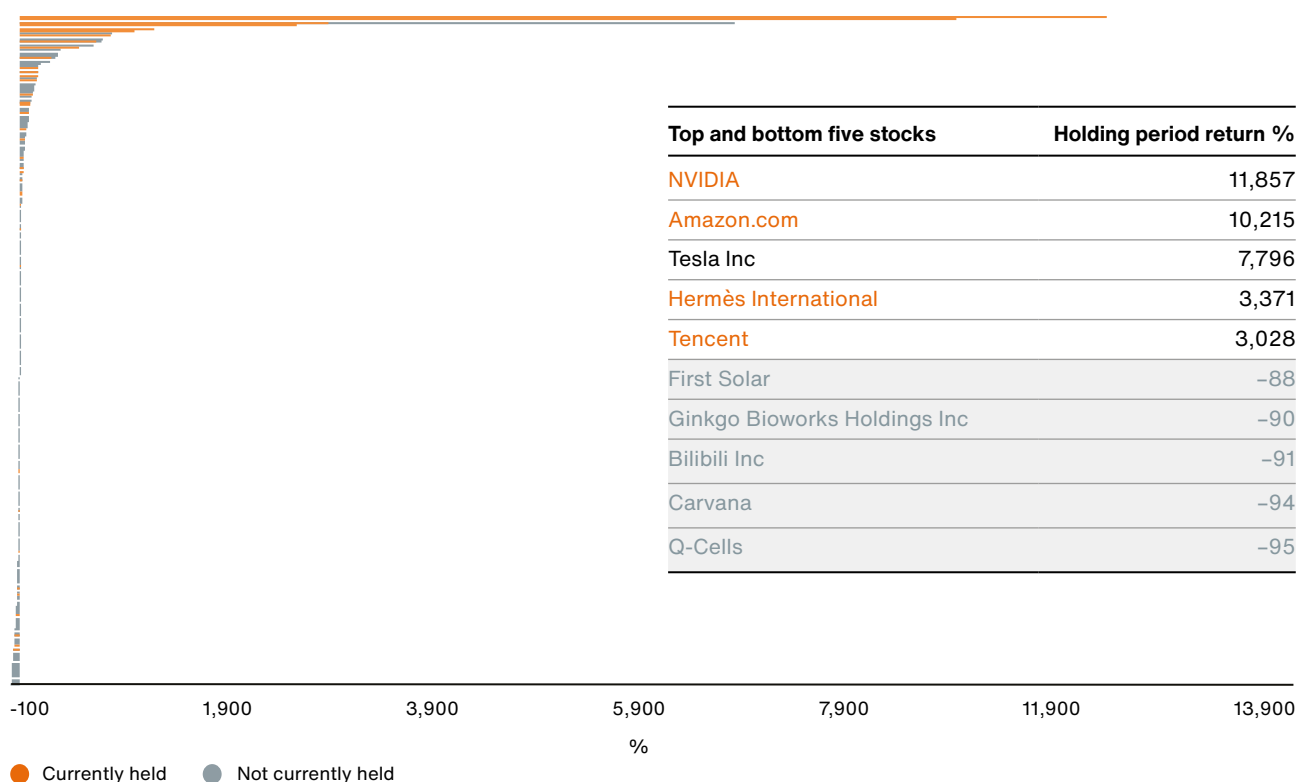 Top and bottom five stocks Holding period return %
NVIDIA 11,857
Amazon.com 10,215
Tesla Inc 7,796
Hermès International 3,371
Tencent 3,028
First Solar –88
Ginkgo Bioworks Holdings Inc –90
Bilibili Inc –91
Carvana –94
Q-Cells –95
-100 1,900 3,900 5,900 7,900 11,900 13,900
%
Currently held Not currently held